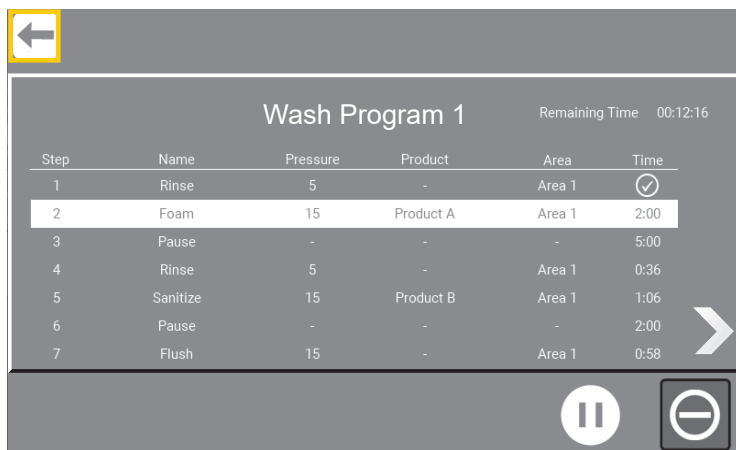 Wash Program 1
Remaining Time 00:12:16
Step Name Pressure Product Area Time
1 Rinse 5 - Area 1
2 Foam 15 Product A Area 1 2:00
3 Pause - - - 5:00
4 Rinse 5 - Area 1 0:36
5 Sanitize 15 Product B Area 1 1:06
6 Pause - - - 2:00
7 Flush 15 - Area 1 0:58